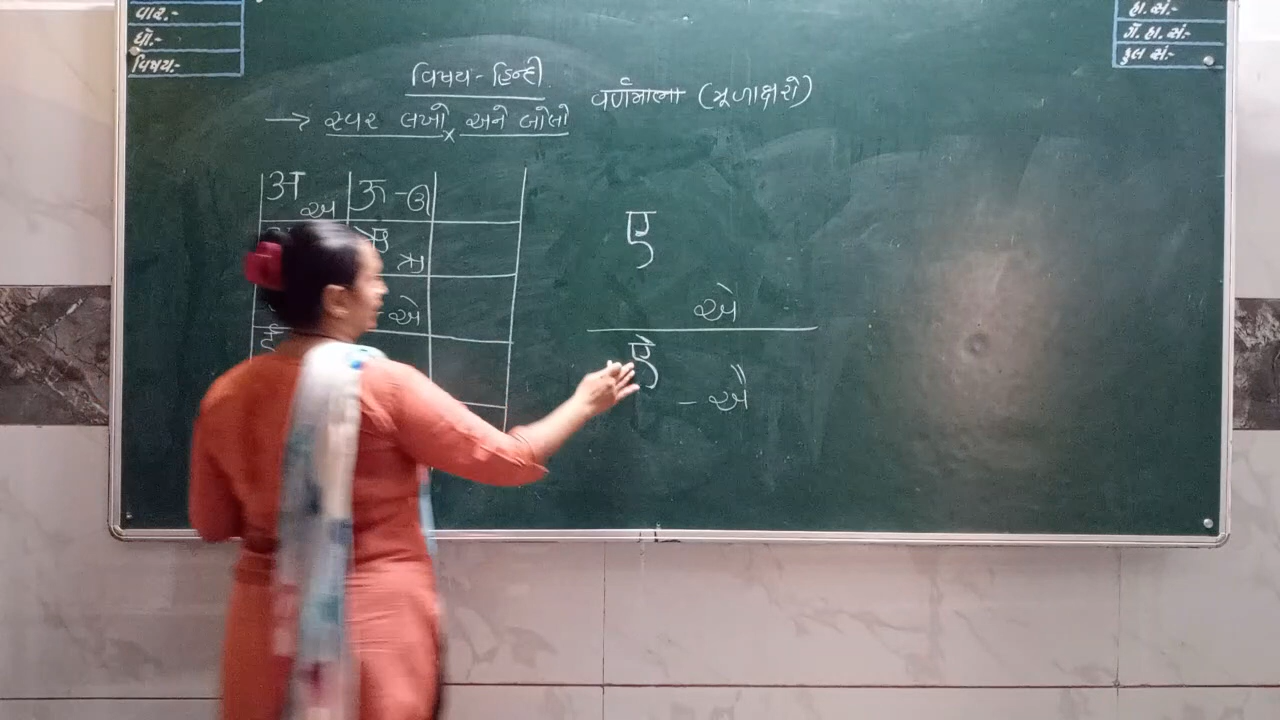 વાર:-
ધો:-
વિષય:-
હા. સં.-
ગે. હા. સં.-
કુલ સં:-
વિષય - હિન્દી
વર્ણમાલા (મૂળાક્ષરો)
→ સ્વર લખો અને બોલો
अ અ
ऊ - ઊ
ऋ ઋ
- એ
ई
ए
એ
ऐ
- ઐ